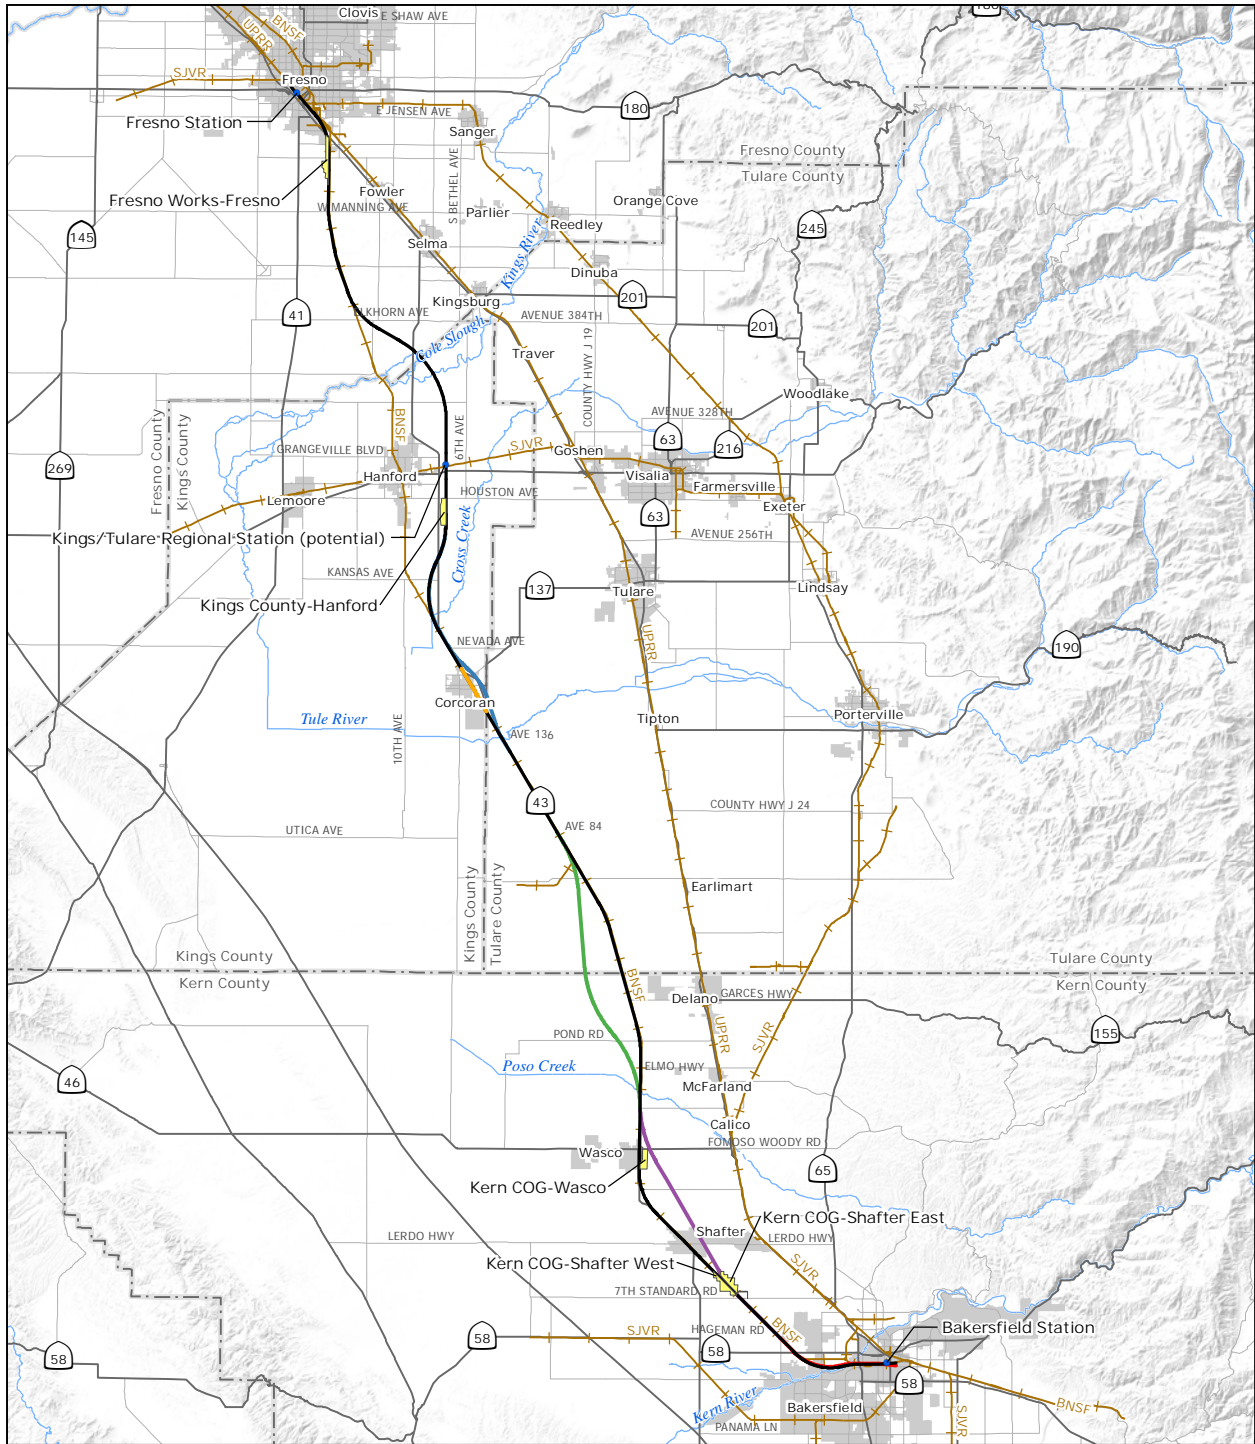 Clovis
E SHAW AVE
180
BNSF
UPRR
SJVR
Fresno
Fresno Station
E JENSEN AVE
180
Sanger
Fresno County
Tulare County
S BETHEL AVE
Fresno Works-Fresno
Fowler
W MANNING AVE
Parlier
Orange Cove
Reedley
145
245
Selma
Kings River
Dinuba
Kingsburg
201
41
ELKHORN AVE
AVENUE 384TH
201
Cole Slough
Traver
COUNTY HWY J 19
Woodlake
Fresno County
Kings County
BNSF
6TH AVE
AVENUE 328TH
63
216
GRANGEVILLE BLVD
SJVR
Goshen
269
Hanford
Visalia
Farmersville
Lemoore
HOUSTON AVE
Exeter
63
Cross Creek
Kings/Tulare Regional Station (potential)
AVENUE 256TH
KANSAS AVE
137
Tulare
Lindsay
Kings County-Hanford
NEVADA AVE
UPRR
190
Corcoran
Tule River
10TH AVE
AVE 136
Tipton
Porterville
43
COUNTY HWY J 24
UTICA AVE
AVE 84
Kings County
Tulare County
Earlimart
Kings County
Kern County
Tulare County
Kern County
BNSF
Delano
GARCES HWY
UPRR
SJVR
155
POND RD
Poso Creek
ELMO HWY
46
McFarland
Calico
FOMOSO WOODY RD
Wasco
65
Kern COG-Wasco
Kern COG-Shafter East
Shafter
LERDO HWY
LERDO HWY
Kern COG-Shafter West
SJVR
7TH STANDARD RD
58
SJVR
HAGEMAN RD
BNSF
Bakersfield Station
58
58
58
Kern River
Bakersfield
BNSF
SJVR
PANAMA LN